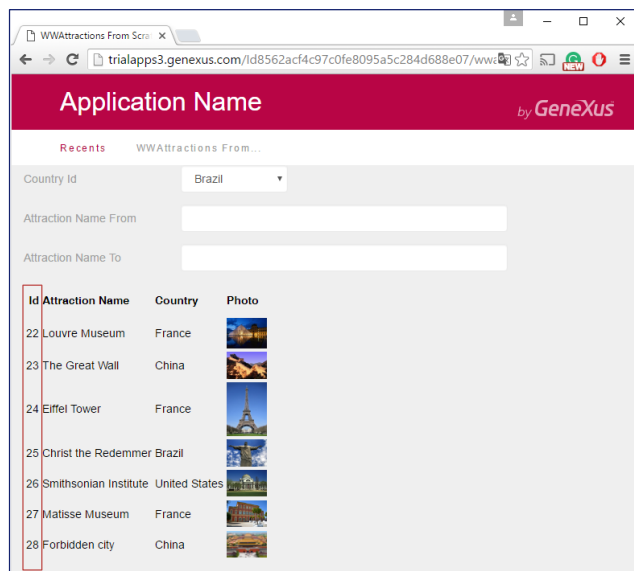 WWAttractions From Scra
trialapps3.genexus.com/Id8562acf4c97c0fe8095a5c284d688e07/wwa
NEW
Application Name
by GeneXus
Recents WWAttractions From...
Country Id Brazil
Attraction Name From
Attraction Name To
Id Attraction Name Country Photo
22 Louvre Museum France
23 The Great Wall China
24 Eiffel Tower France
25 Christ the Redemmer Brazil
26 Smithsonian Institute United States
27 Matisse Museum France
28 Forbidden city China